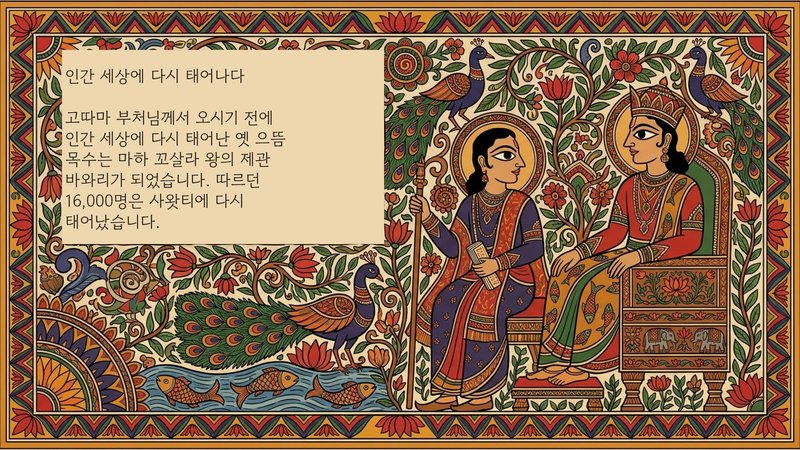 인간 세상에 다시 태어나다
고따마 부처님께서 오시기 전에
인간 세상에 다시 태어난 옛 으뜸
목수는 마하 꼬살라 왕의 제관
바와리가 되었습니다. 따르던
16,000명은 사왓티에 다시
태어났습니다.